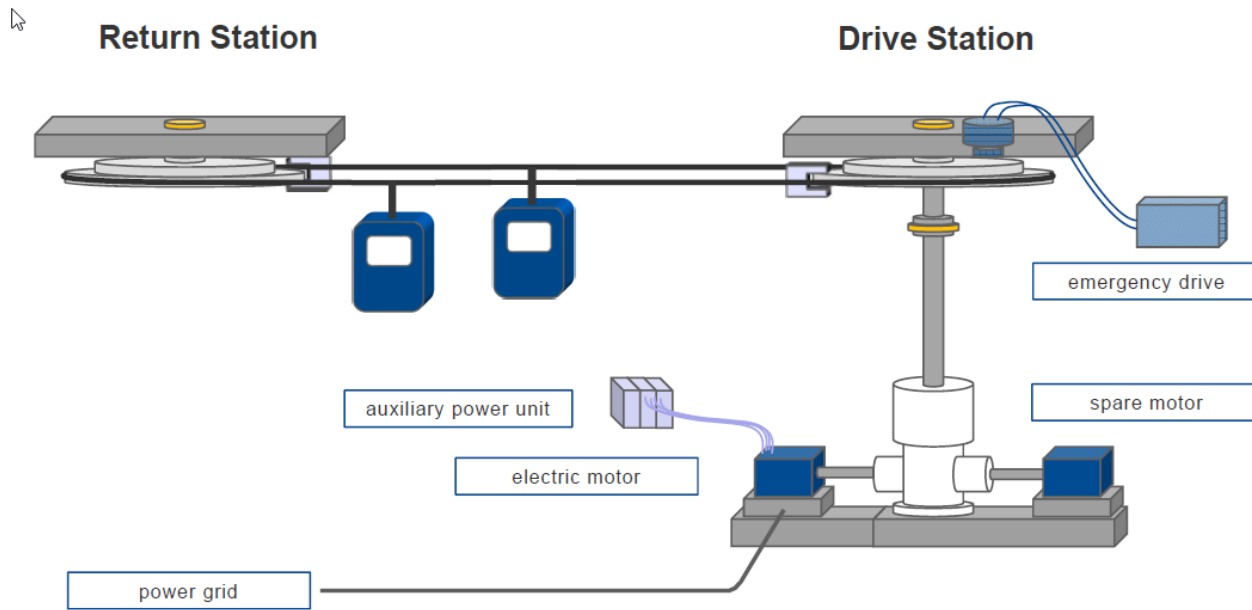 Return Station
Drive Station
emergency drive
auxiliary power unit
spare motor
electric motor
power grid